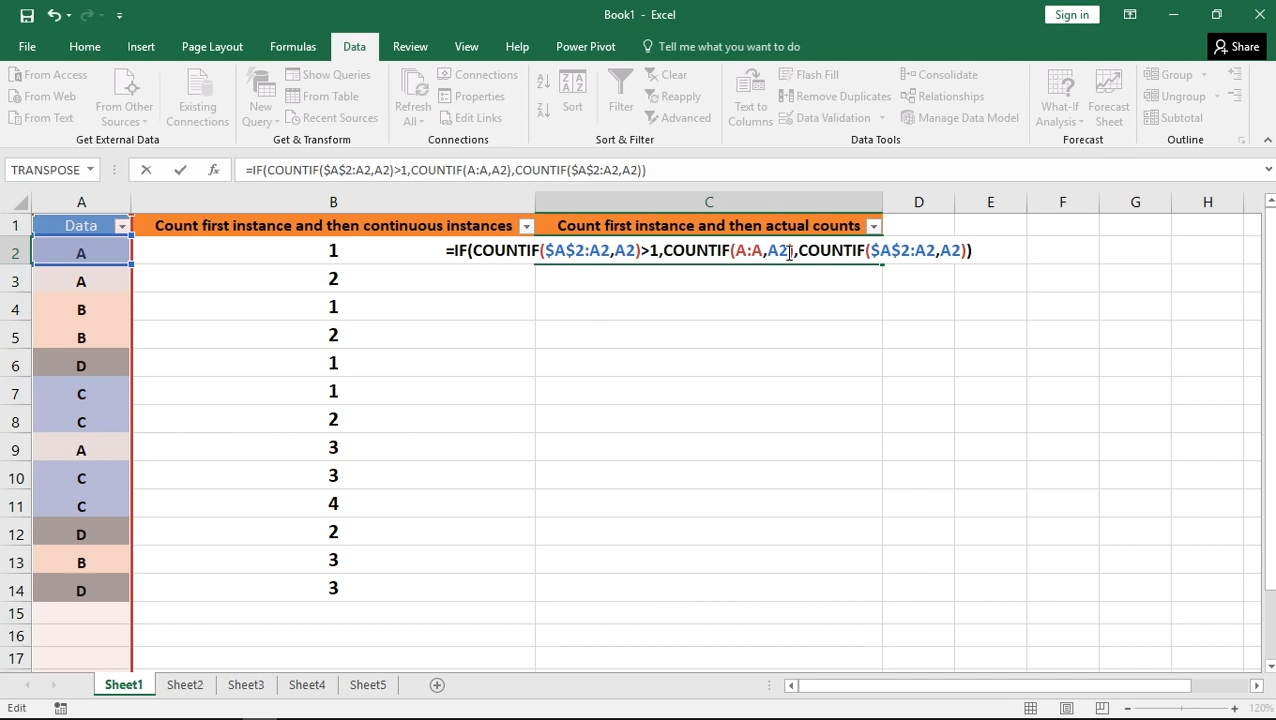 Book1 - Excel
Sign in
File Home Insert Page Layout Formulas Data Review View Help Power Pivot Tell me what you want to do Share
From Access
From Web
From Text
From Other Sources
Existing Connections
Get External Data
New Query
Show Queries
From Table
Recent Sources
Get & Transform
Refresh All
Connections
Properties
Edit Links
Connections
Sort
Filter
Clear
Reapply
Advanced
Sort & Filter
Text to Columns
Flash Fill
Remove Duplicates
Data Validation
Consolidate
Relationships
Manage Data Model
Data Tools
What-If Analysis
Forecast Sheet
Forecast
Group
Ungroup
Subtotal
Outline
TRANSPOSE fx =IF(COUNTIF($A$2:A2,A2)>1,COUNTIF(A:A,A2),COUNTIF($A$2:A2,A2))
A B C D E F G H
1 Data Count first instance and then continuous instances Count first instance and then actual counts
2 A 1 =IF(COUNTIF($A$2:A2,A2)>1,COUNTIF(A:A,A2),COUNTIF($A$2:A2,A2))
3 A 2
4 B 1
5 B 2
6 D 1
7 C 1
8 C 2
9 A 3
10 C 3
11 C 4
12 D 2
13 B 3
14 D 3
15
16
17
Sheet1 Sheet2 Sheet3 Sheet4 Sheet5
Edit 120%